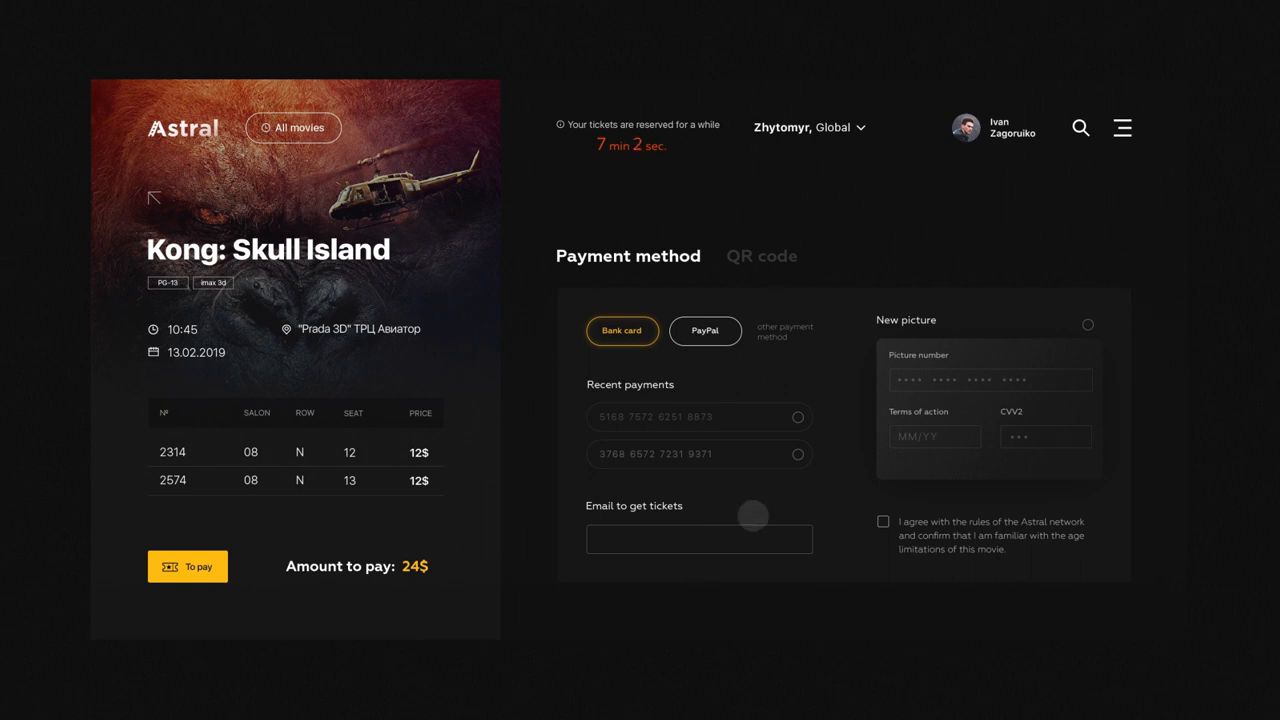 Astral
All movies
Your tickets are reserved for a while
7 min 2 sec.
Zhytomyr, Global
Ivan
Zagoruiko
Kong: Skull Island
PG-13
imax 3d
10:45
"Prada 3D" ТРЦ Авиатор
13.02.2019
№ SALON ROW SEAT PRICE
2314 08 N 12 12$
2574 08 N 13 12$
To pay
Amount to pay: 24$
Payment method
QR code
Bank card
PayPal
other payment
method
Recent payments
5168 7572 6251 8873
3768 6572 7231 9371
Email to get tickets
New picture
Picture number
•••• •••• •••• ••••
Terms of action
CVV2
MM/YY
•••
I agree with the rules of the Astral network
and confirm that I am familiar with the age
limitations of this movie.